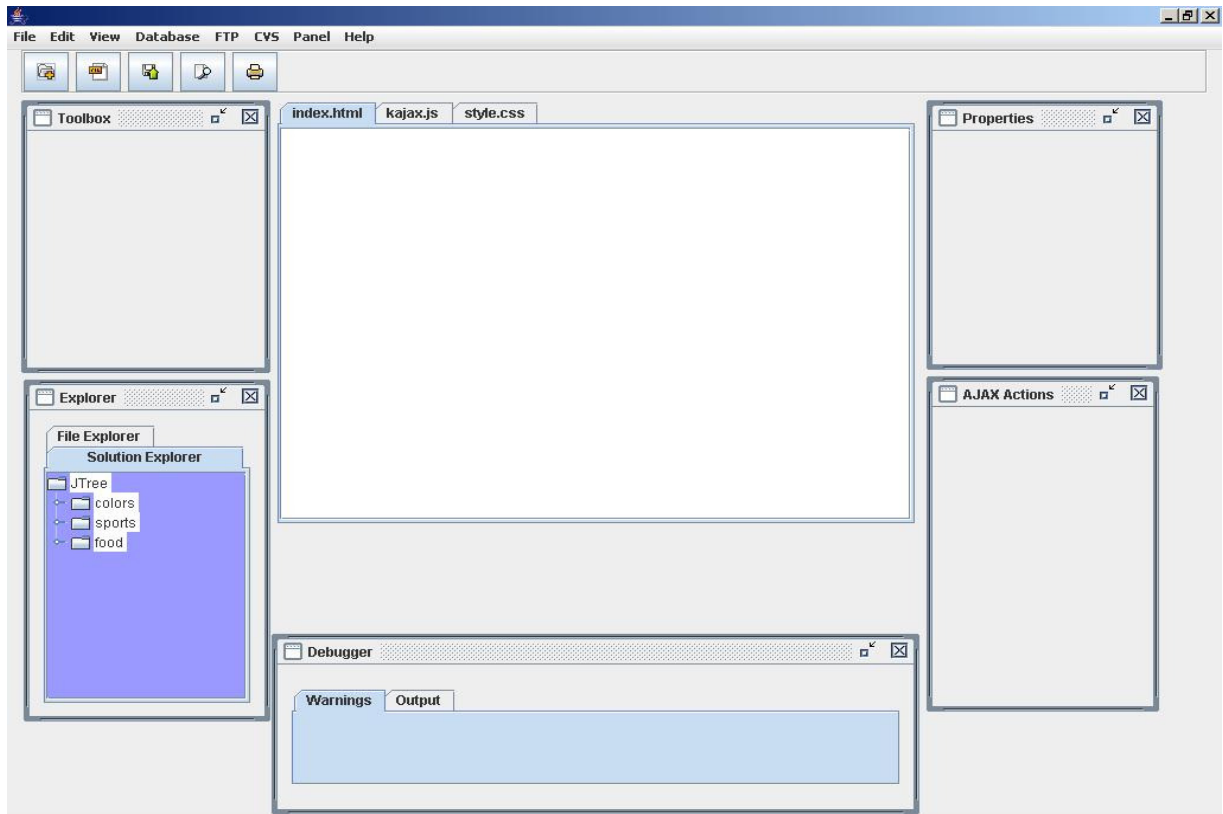 File Edit View Database FTP CVS Panel Help
Toolbox
index.html kajax.js style.css
Properties
Explorer
File Explorer
Solution Explorer
JTree
colors
sports
food
AJAX Actions
Debugger
Warnings Output